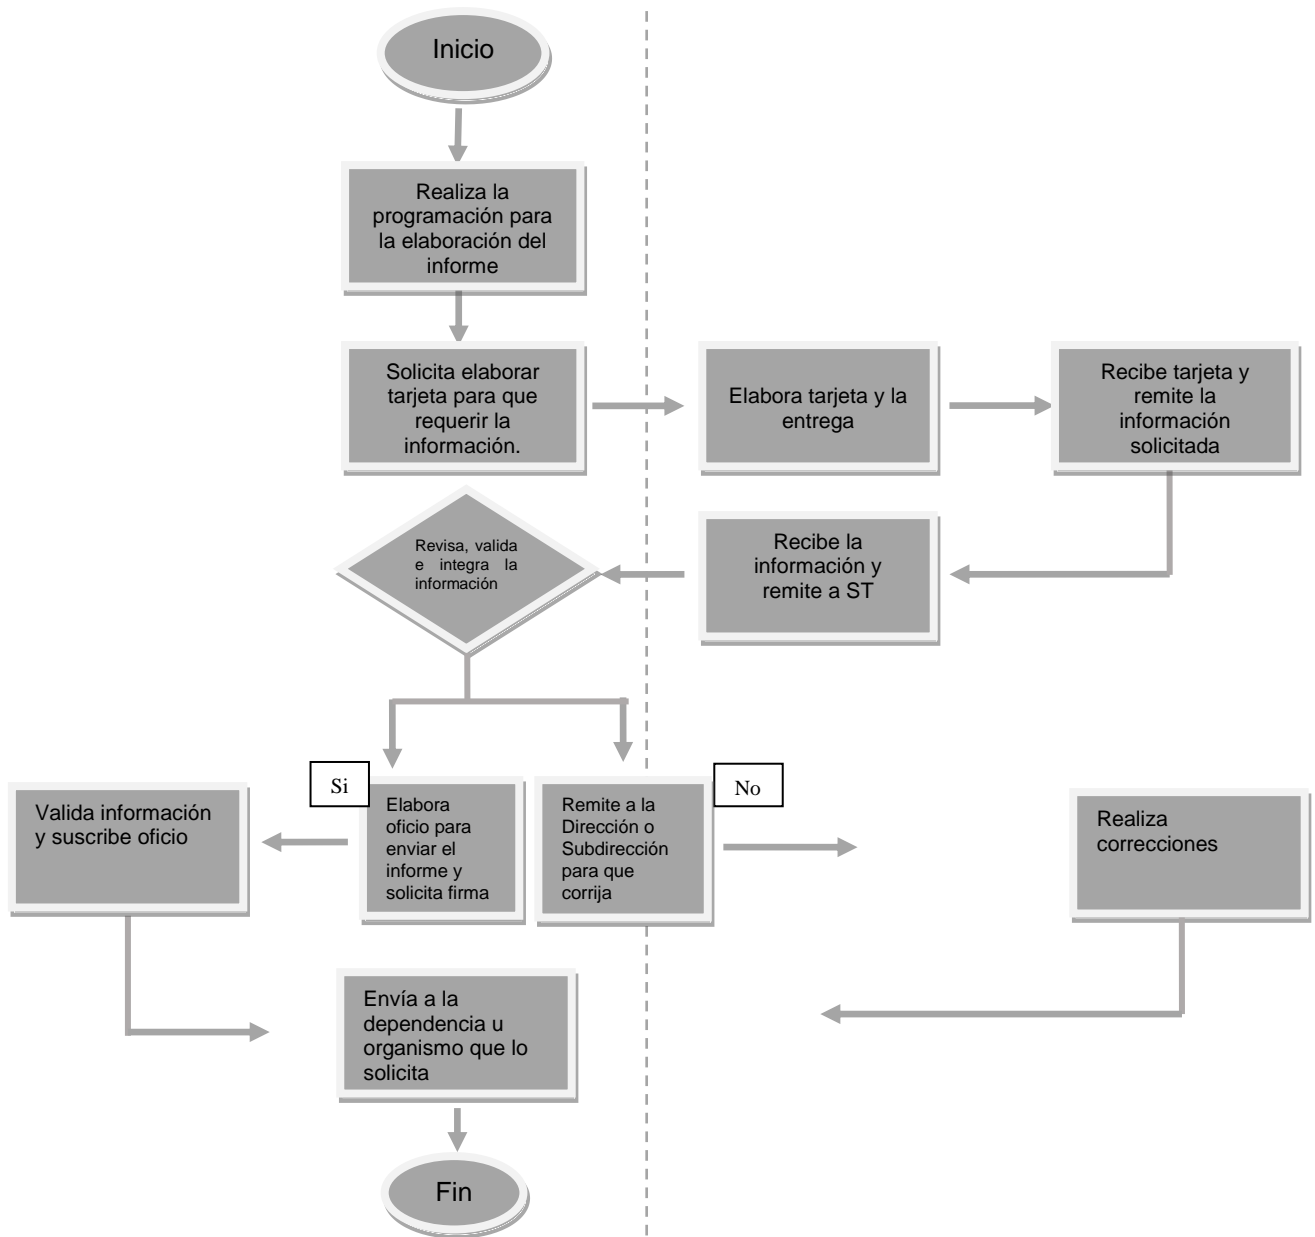 Inicio
Realiza la
programación para
la elaboración del
informe
Solicita elaborar
tarjeta para que
requerir la
información.
Elabora tarjeta y la
entrega
Recibe tarjeta y
remite la
información
solicitada
Revisa, valida
e integra la
información
Recibe la
información y
remite a ST
Si
No
Valida información
y suscribe oficio
Elabora
oficio para
enviar el
informe y
solicita firma
Remite a la
Dirección o
Subdirección
para que
corrija
Realiza
correcciones
Envía a la
dependencia u
organismo que lo
solicita
Fin